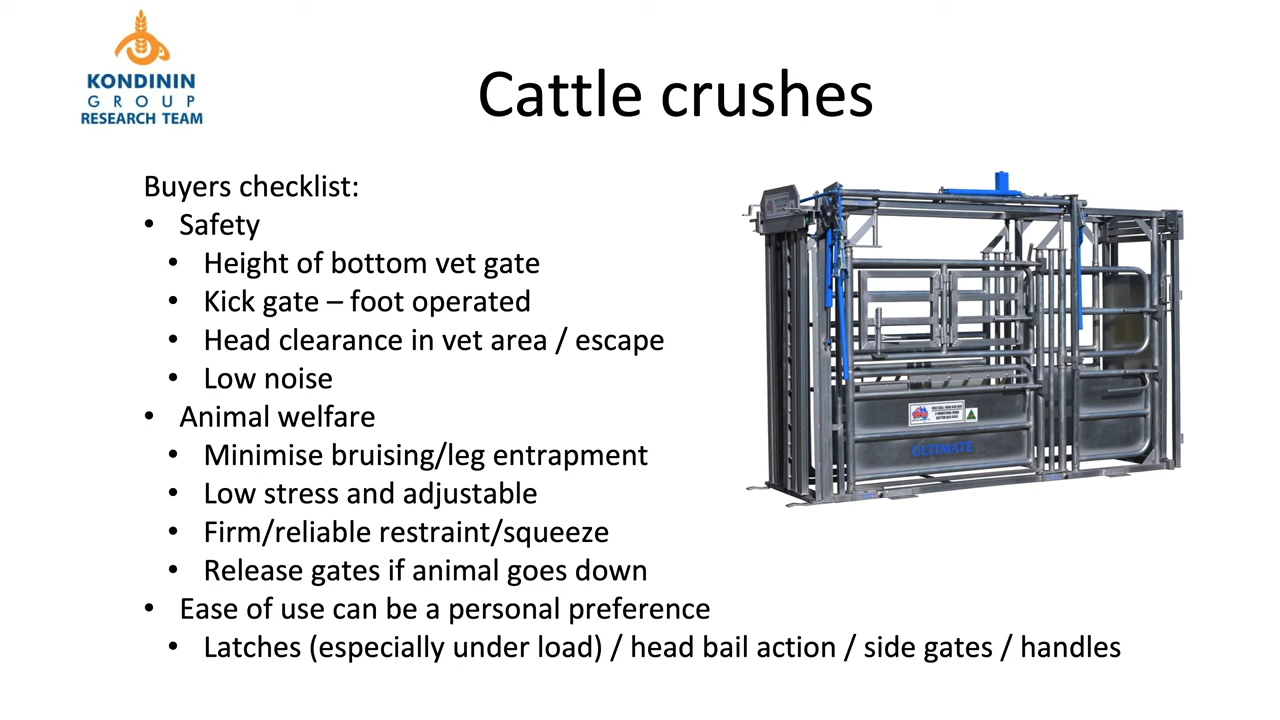 KONDININ
GROUP
RESEARCH TEAM
Cattle crushes
Buyers checklist:
• Safety
• Height of bottom vet gate
• Kick gate – foot operated
• Head clearance in vet area / escape
• Low noise
• Animal welfare
• Minimise bruising/leg entrapment
• Low stress and adjustable
• Firm/reliable restraint/squeeze
• Release gates if animal goes down
• Ease of use can be a personal preference
• Latches (especially under load) / head bail action / side gates / handles
ULTIMATE